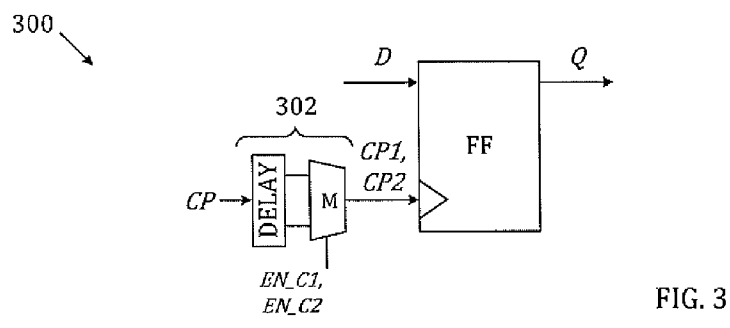 300
D
Q
302
FF
CP1,
CP2
CP
DELAY
M
EN_C1,
EN_C2
FIG. 3